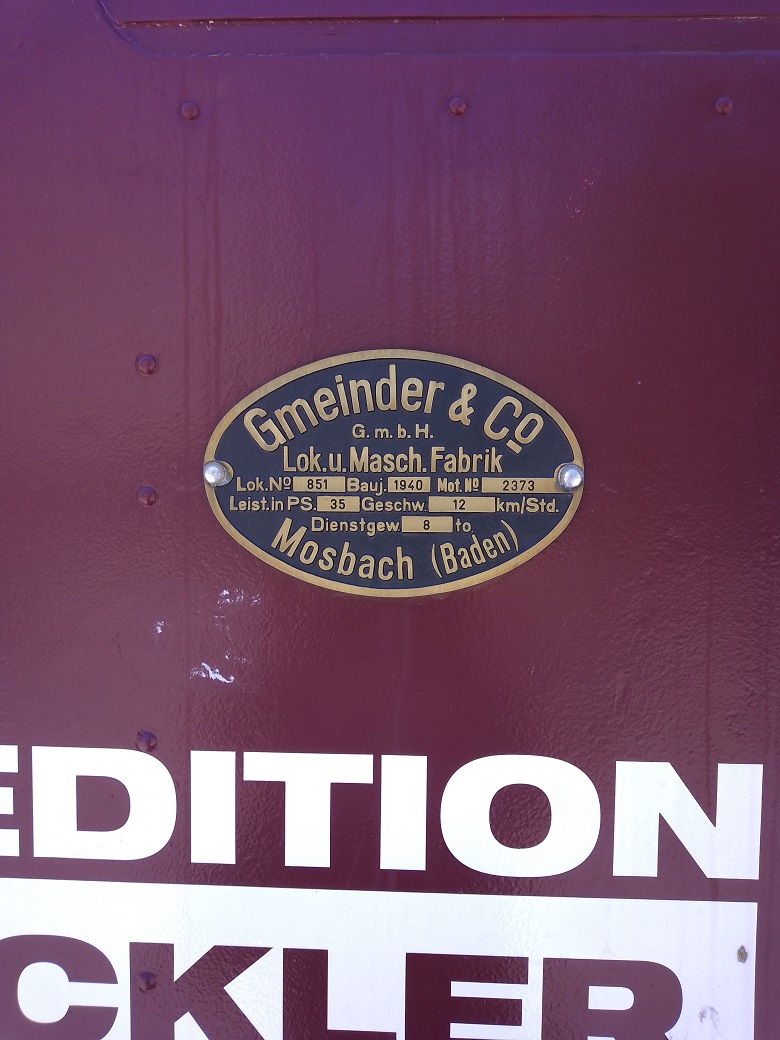 Gmeinder & Cº
G.m.b.H.
Lok.u.Masch.Fabrik
Lok.Nº 851 Bauj. 1940 Mot.Nº 2373
Leist.in PS. 35 Geschw. 12 km/Std.
Dienstgew. 8 to.
Mosbach (Baden)
EDITION
CKLER